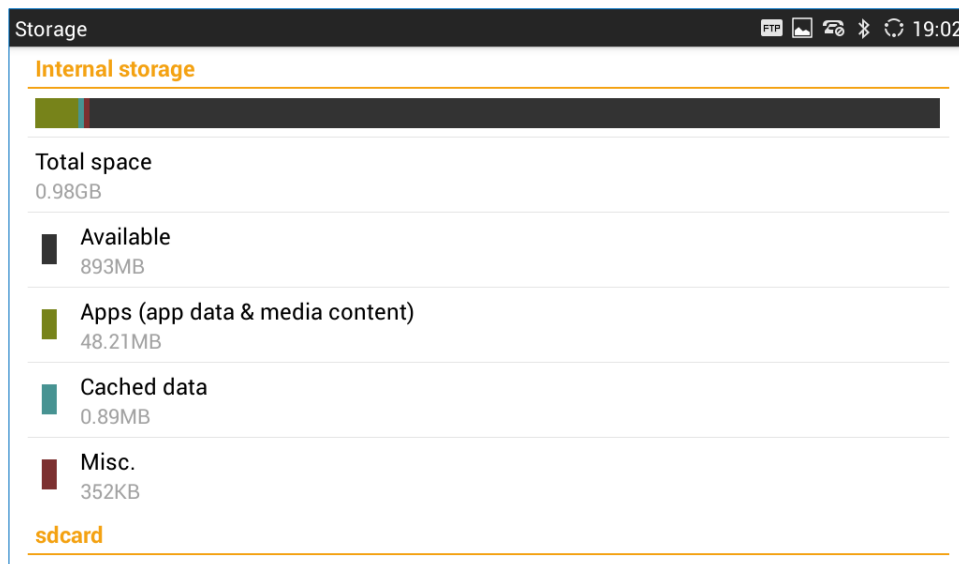 Storage FTP 19:02
Internal storage
Total space
0.98GB
Available
893MB
Apps (app data & media content)
48.21MB
Cached data
0.89MB
Misc.
352KB
sdcard